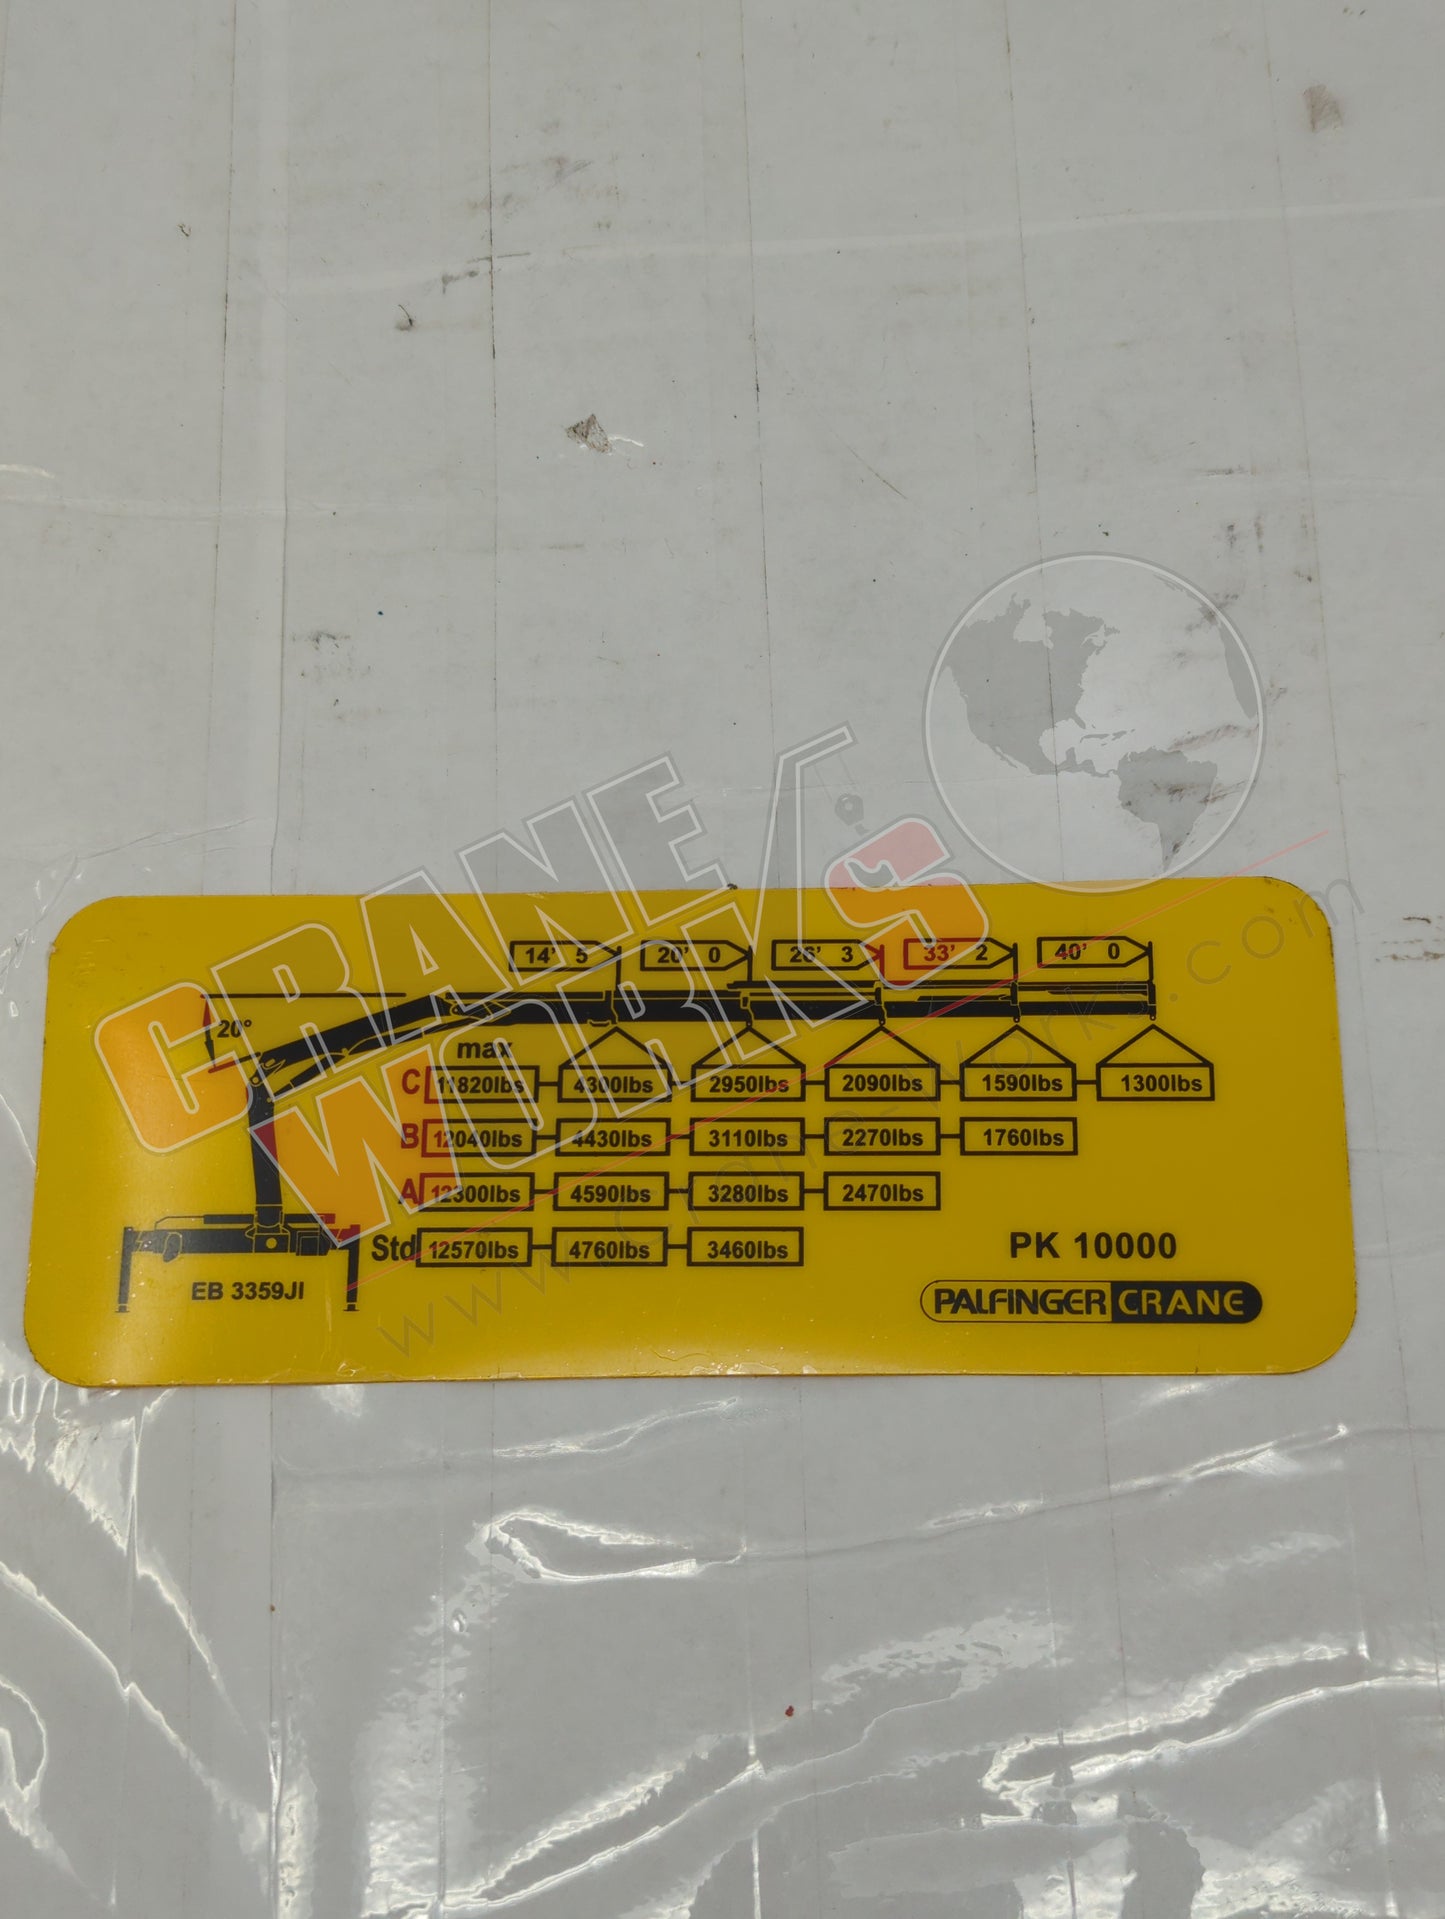 14' 5
20' 0
26' 3
33' 2
40' 0
20°
max
C 11820lbs 4300lbs 2950lbs 2090lbs 1590lbs 1300lbs
B 12040lbs 4430lbs 3110lbs 2270lbs 1760lbs
A 12300lbs 4590lbs 3280lbs 2470lbs
Std 12570lbs 4760lbs 3460lbs
EB 3359JI
PK 10000
PALFINGER CRANE
CRANE
WORKS
www.crane-works.com